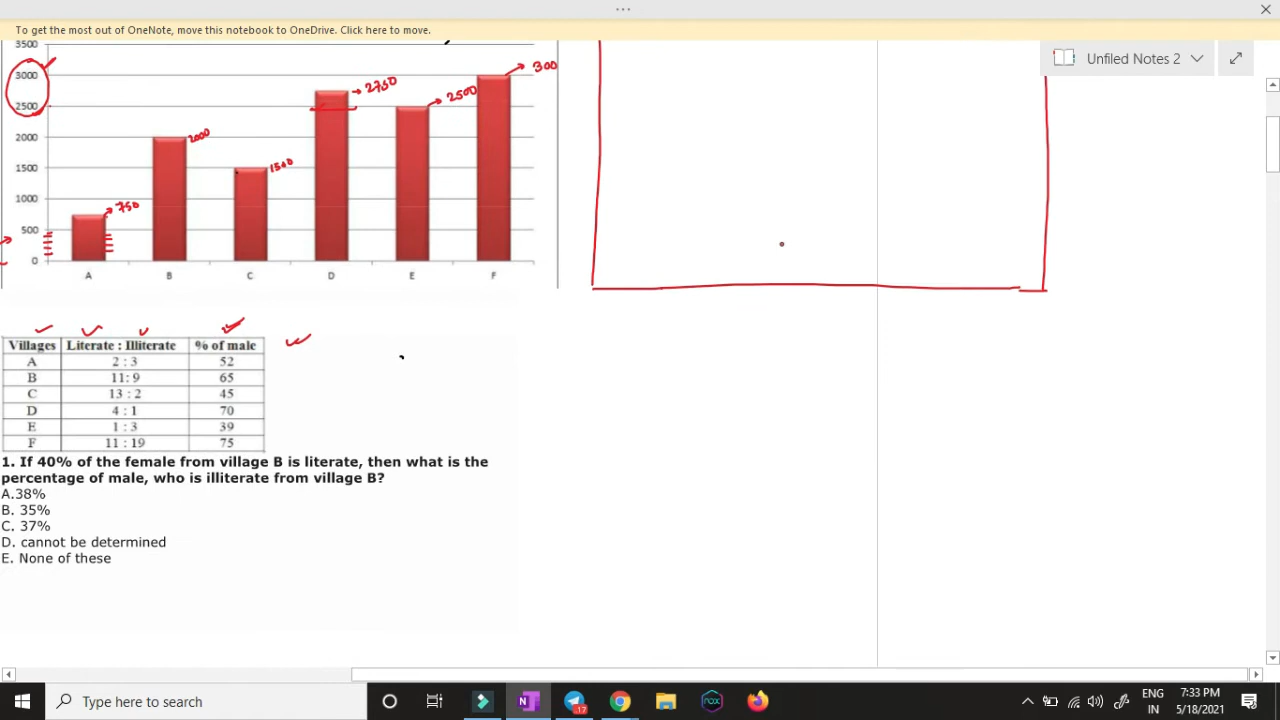 To get the most out of OneNote, move this notebook to OneDrive. Click here to move.
Unfiled Notes 2
3500
3000
2500
2000
1500
1000
500
0
750
2000
1500
2750
2500
300
A B C D E F
Villages Literate : Illiterate % of male
A 2 : 3 52
B 11: 9 65
C 13 : 2 45
D 4 : 1 70
E 1 : 3 39
F 11 : 19 75
1. If 40% of the female from village B is literate, then what is the
percentage of male, who is illiterate from village B?
A.38%
B. 35%
C. 37%
D. cannot be determined
E. None of these
Type here to search
N
17
nox
ENG
IN
7:33 PM
5/18/2021